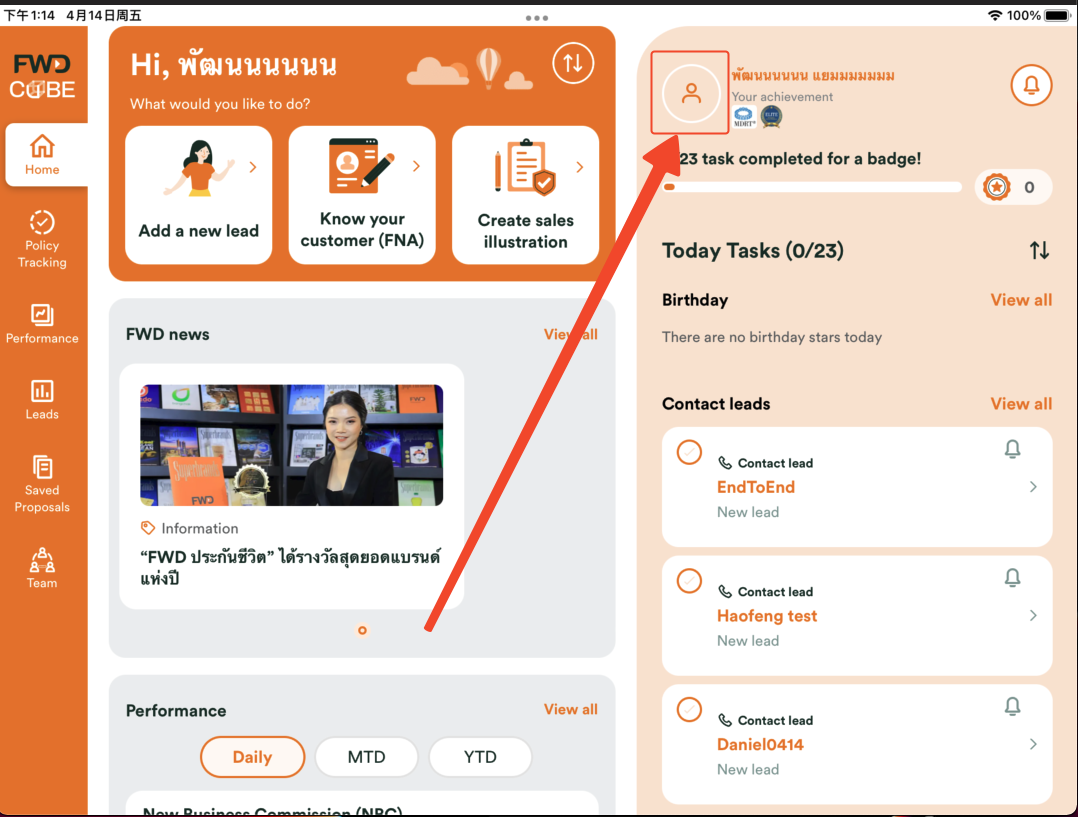 下午1:14 4月14日周五
100%
FWD
CUBE
Home
Policy
Tracking
Performance
Leads
Saved
Proposals
Team
Hi, พัฒนนนนนน
What would you like to do?
Add a new lead
Know your
customer (FNA)
Create sales
illustration
FWD news
View all
Superbrands
FWD
Information
“FWD ประกันชีวิต” ได้รางวัลสุดยอดแบรนด์
แห่งปี
Performance
View all
Daily
MTD
YTD
New Business Commission (NBC)
พัฒนนนนนน แยมมมมมมม
Your achievement
MDRT
ELITE
23 task completed for a badge!
0
Today Tasks (0/23)
Birthday
View all
There are no birthday stars today
Contact leads
View all
Contact lead
EndToEnd
New lead
Contact lead
Haofeng test
New lead
Contact lead
Daniel0414
New lead